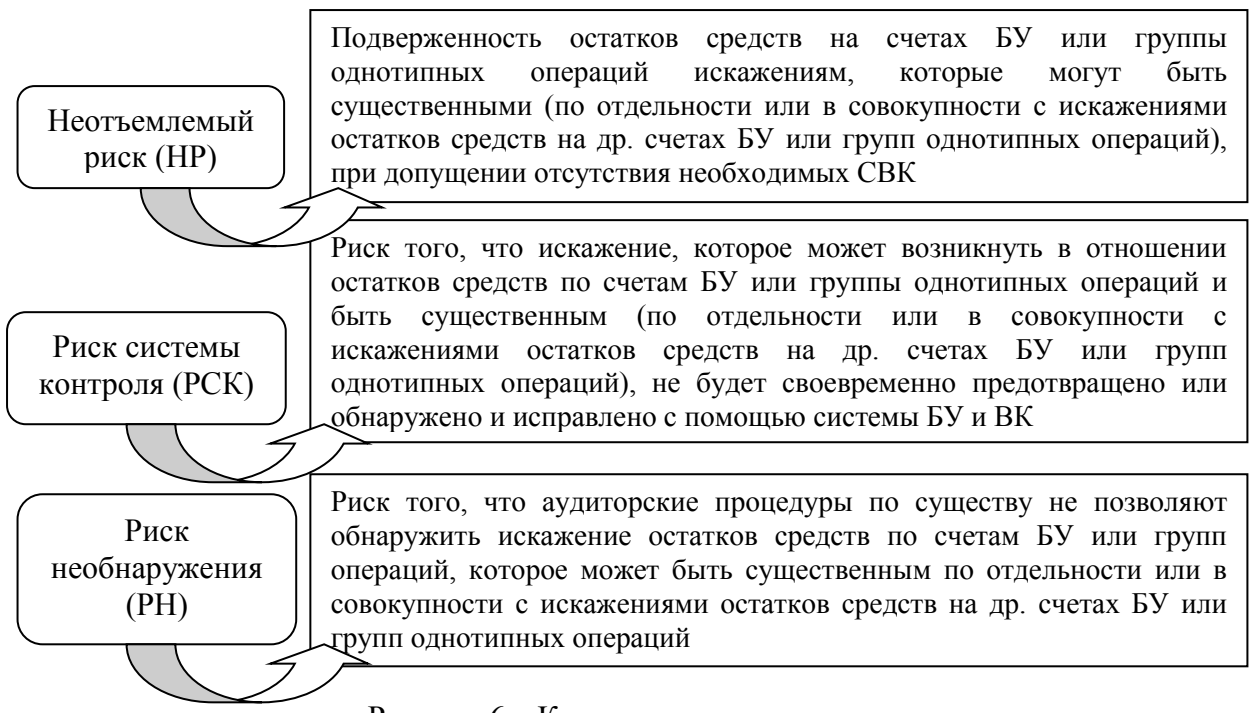 Неотъемлемый
риск (НР)
Подверженность остатков средств на счетах БУ или группы
однотипных операций искажениям, которые могут быть
существенными (по отдельности или в совокупности с искажениями
остатков средств на др. счетах БУ или групп однотипных операций),
при допущении отсутствия необходимых СВК
Риск системы
контроля (РСК)
Риск того, что искажение, которое может возникнуть в отношении
остатков средств по счетам БУ или группы однотипных операций и
быть существенным (по отдельности или в совокупности с
искажениями остатков средств на др. счетах БУ или групп
однотипных операций), не будет своевременно предотвращено или
обнаружено и исправлено с помощью системы БУ и ВК
Риск
необнаружения
(РН)
Риск того, что аудиторские процедуры по существу не позволяют
обнаружить искажение остатков средств по счетам БУ или групп
операций, которое может быть существенным по отдельности или в
совокупности с искажениями остатков средств на др. счетах БУ или
групп однотипных операций